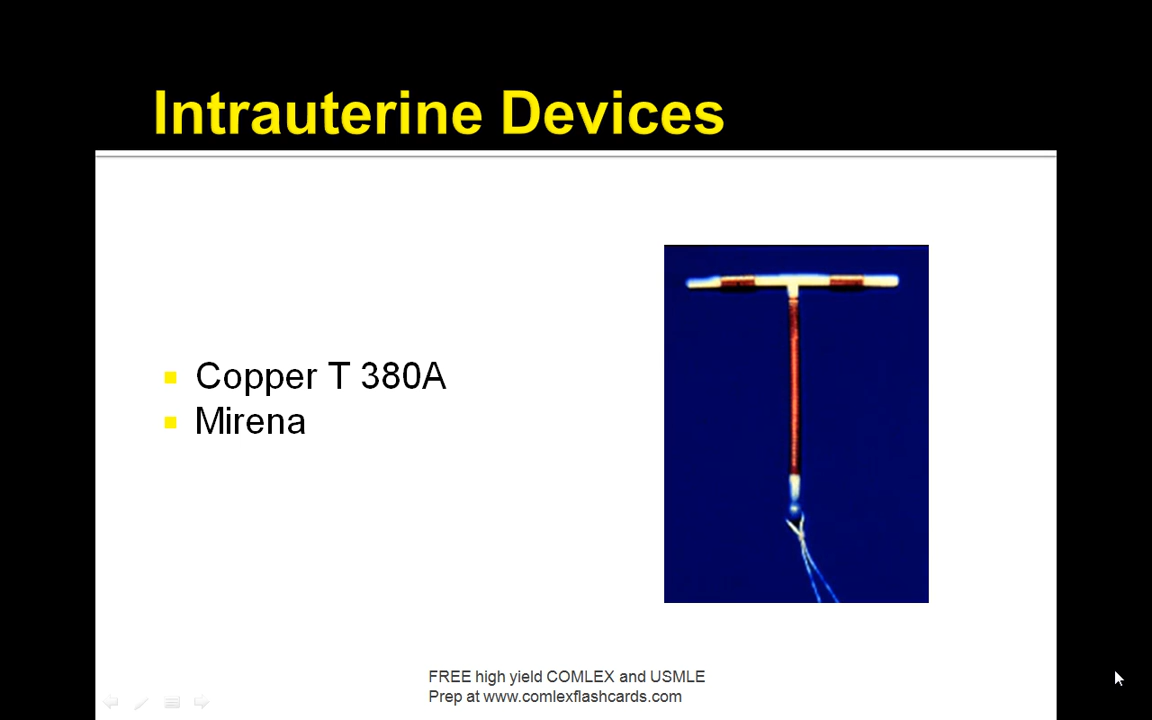 Intrauterine Devices
Copper T 380A
Mirena
FREE high yield COMLEX and USMLE
Prep at www.comlexflashcards.com